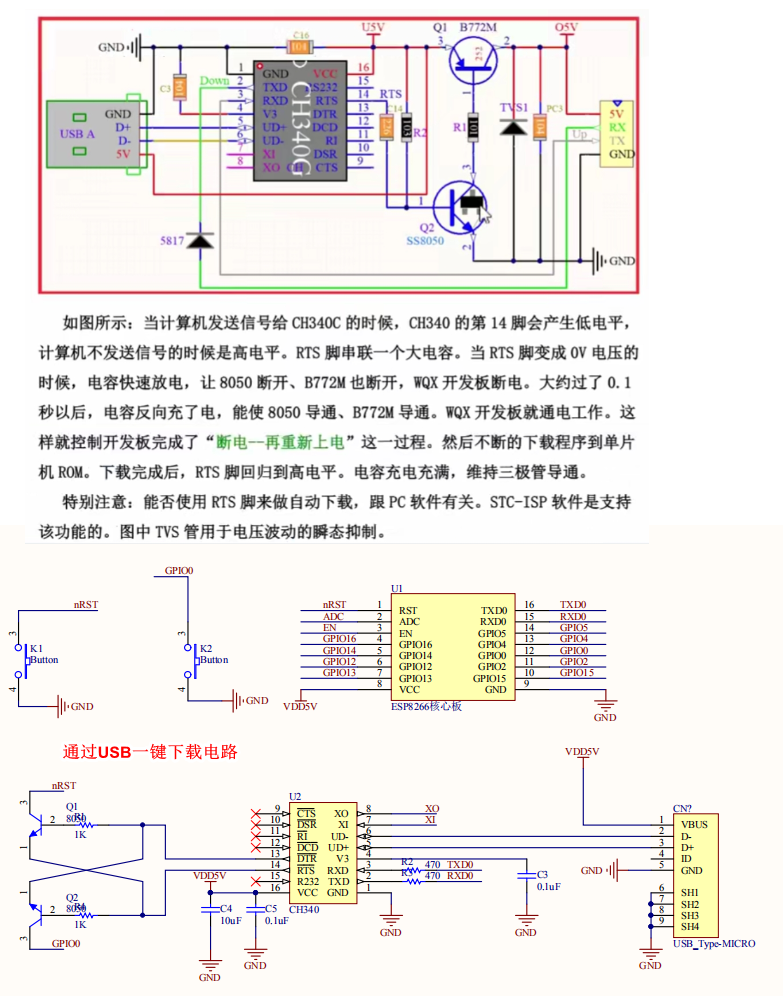 C16
U5V
Q1
B772M
O5V
GND
104
3
2
252
1
GND
VCC
16
Down
2
TXD
RS232
15
3
RXD
RTS
14
RTS
C14
4
V3
DTR
13
5
UD+
DCD
12
6
UD-
RI
11
7
XI
DSR
10
8
XO
CTS
9
CH340G
C3
104
226
103
R2
R1
103
1
TVS1
PC3
104
5V
RX
Up
TX
GND
USB A
GND
D+
D-
5V
3
1
2
Q2
SS8050
5817
GND
如图所示：当计算机发送信号给 CH340C 的时候，CH340 的第 14 脚会产生低电平，
计算机不发送信号的时候是高电平。RTS 脚串联一个大电容。当 RTS 脚变成 0V 电压的
时候，电容快速放电，让 8050 断开、B772M 也断开，WQX 开发板断电。大约过了 0.1
秒以后，电容反向充了电，能使 8050 导通、B772M 导通。WQX 开发板就通电工作。这
样就控制开发板完成了“断电--再重新上电”这一过程。然后不断的下载程序到单片
机 ROM。下载完成后，RTS 脚回归到高电平。电容充电充满，维持三极管导通。
特别注意：能否使用 RTS 脚来做自动下载，跟 PC 软件有关。STC-ISP 软件是支持
该功能的。图中 TVS 管用于电压波动的瞬态抑制。
nRST
3
K1
Button
4
GND
GPIO0
3
K2
Button
4
GND
U1
nRST 1 RST TXD0 16 TXD0
ADC 2 ADC RXD0 15 RXD0
EN 3 EN GPIO5 14 GPIO5
GPIO16 4 GPIO16 GPIO4 13 GPIO4
GPIO14 5 GPIO14 GPIO0 12 GPIO0
GPIO12 6 GPIO12 GPIO2 11 GPIO2
GPIO13 7 GPIO13 GPIO15 10 GPIO15
8 VCC GND 9
VDD5V
ESP8266核心板
GND
通过USB一键下载电路
nRST
3
Q1
8050
2
R1
1K
1
1
Q2
8050
2
R4
1K
3
GPIO0
U2
9 CTS XO 8 XO
10 DSR XI 7 XI
11 RI UD- 6
12 DCD UD+ 5
13 DTR V3 4
14 RTS RXD 3 R2 470 TXD0
15 R232 TXD 2 R3 470 RXD0
16 VCC GND 1
CH340
VDD5V
C4
10uF
GND
C5
0.1uF
GND
GND
C3
0.1uF
GND
VDD5V
CN?
1 VBUS
2 D-
3 D+
4 ID
GND 5 GND
6 SH1
7 SH2
8 SH3
9 SH4
USB_Type-MICRO
GND